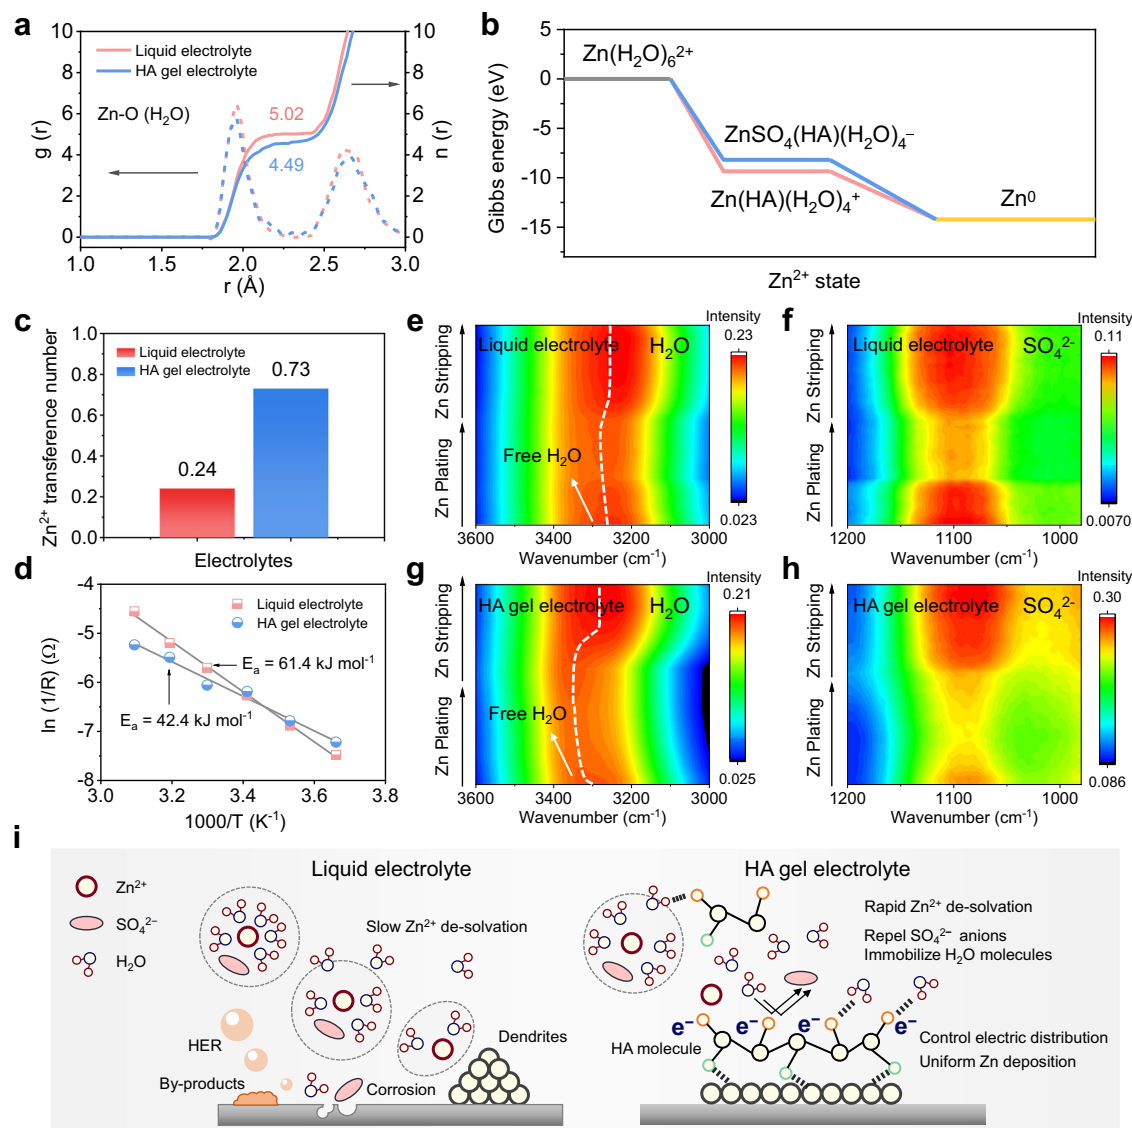 a
10
8
6
4
2
0
g (r)
Liquid electrolyte
HA gel electrolyte
Zn-O (H₂O)
5.02
4.49
10
8
6
4
2
0
n (r)
1.0 1.5 2.0 2.5 3.0
r (Å)
b
5
0
-5
-10
-15
Gibbs energy (eV)
Zn(H₂O)₆²⁺
ZnSO₄(HA)(H₂O)₄⁻
Zn(HA)(H₂O)₄⁺
Zn⁰
Zn²⁺ state
c
1.0
0.8
0.6
0.4
0.2
0.0
Zn²⁺ transference number
Liquid electrolyte
HA gel electrolyte
0.24
0.73
Electrolytes
d
-4
-5
-6
-7
-8
ln (1/R) (Ω)
Liquid electrolyte
HA gel electrolyte
Eₐ = 61.4 kJ mol⁻¹
Eₐ = 42.4 kJ mol⁻¹
3.0 3.2 3.4 3.6 3.8
1000/T (K⁻¹)
e
Zn Stripping
Zn Plating
Liquid electrolyte H₂O
Free H₂O
Intensity
0.23
0.023
3600 3400 3200 3000
Wavenumber (cm⁻¹)
f
Zn Stripping
Zn Plating
Liquid electrolyte SO₄²⁻
Intensity
0.11
0.0070
1200 1100 1000
Wavenumber (cm⁻¹)
g
Zn Stripping
Zn Plating
HA gel electrolyte H₂O
Free H₂O
Intensity
0.21
0.025
3600 3400 3200 3000
Wavenumber (cm⁻¹)
h
Zn Stripping
Zn Plating
HA gel electrolyte SO₄²⁻
Intensity
0.30
0.086
1200 1100 1000
Wavenumber (cm⁻¹)
i
Liquid electrolyte
Zn²⁺
SO₄²⁻
H₂O
Slow Zn²⁺ de-solvation
HER
By-products
Corrosion
Dendrites
HA gel electrolyte
Rapid Zn²⁺ de-solvation
Repel SO₄²⁻ anions
Immobilize H₂O molecules
e⁻ e⁻ e⁻ e⁻
HA molecule
Control electric distribution
Uniform Zn deposition